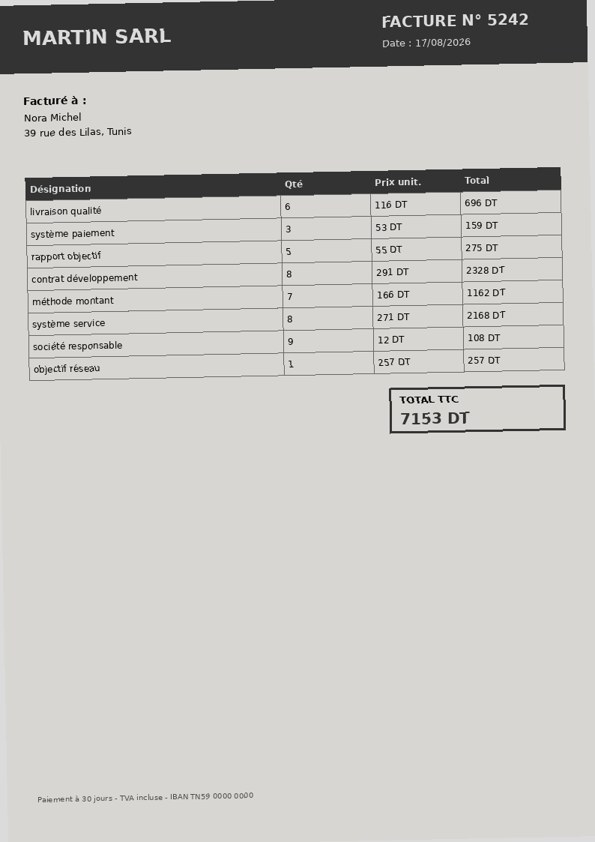 MARTIN SARL
FACTURE N° 5242
Date : 17/08/2026
Facturé à :
Nora Michel
39 rue des Lilas, Tunis
Désignation Qté Prix unit. Total
livraison qualité 6 116 DT 696 DT
système paiement 3 53 DT 159 DT
rapport objectif 5 55 DT 275 DT
contrat développement 8 291 DT 2328 DT
méthode montant 7 166 DT 1162 DT
système service 8 271 DT 2168 DT
société responsable 9 12 DT 108 DT
objectif réseau 1 257 DT 257 DT
TOTAL TTC
7153 DT
Paiement à 30 jours - TVA incluse - IBAN TN59 0000 0000